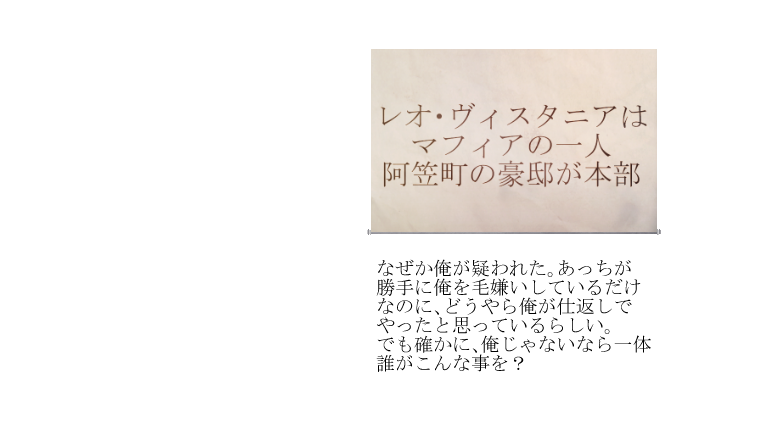 レオ・ヴィスタニアは
マフィアの一人
阿笠町の豪邸が本部
なぜか俺が疑われた。あっちが
勝手に俺を毛嫌いしているだけ
なのに、どうやら俺が仕返しで
やったと思っているらしい。
でも確かに、俺じゃないなら一体
誰がこんな事を？